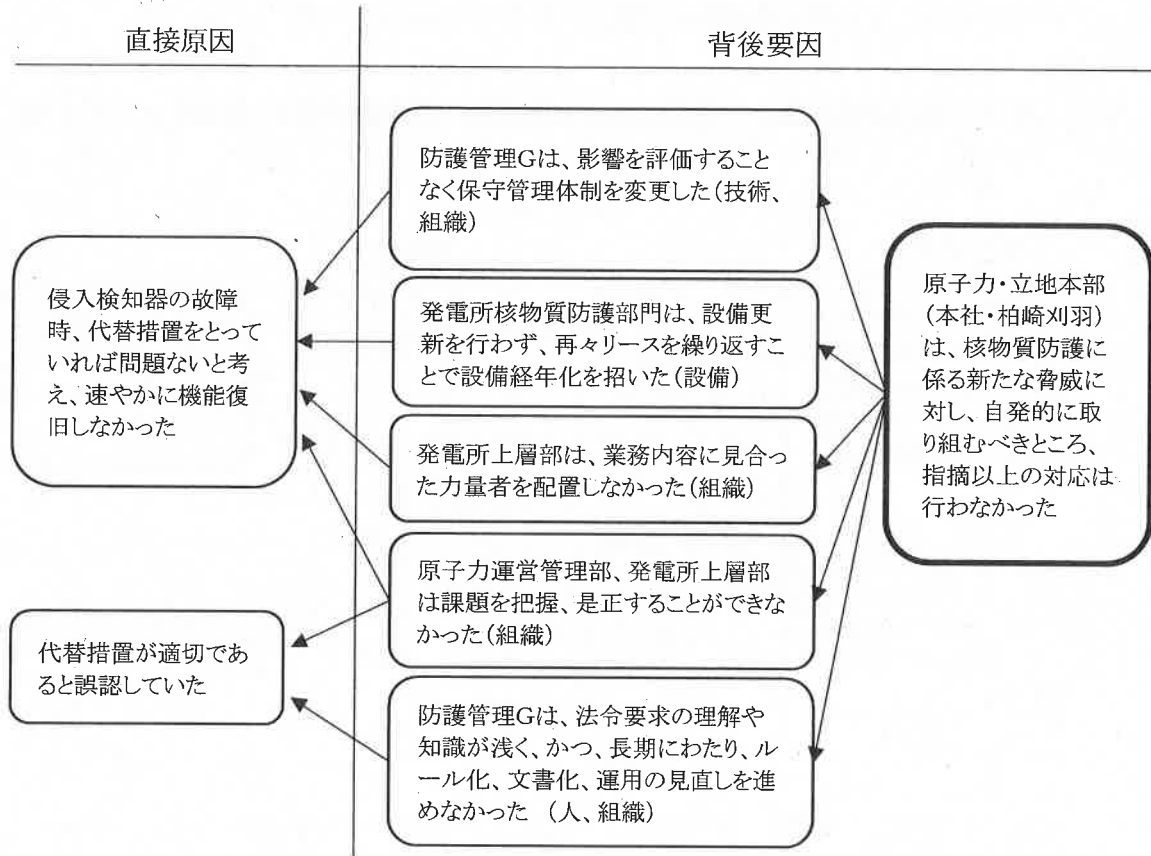 直接原因
背後要因
防護管理Gは、影響を評価すること
なく保守管理体制を変更した(技術、
組織)
侵入検知器の故障
時、代替措置をとって
いれば問題ないと考
え、速やかに機能復
旧しなかった
発電所核物質防護部門は、設備更
新を行わず、再々リースを繰り返すこ
とで設備経年化を招いた(設備)
発電所上層部は、業務内容に見合っ
た力量者を配置しなかった(組織)
原子力運営管理部、発電所上層部
は課題を把握、是正することができな
かった(組織)
代替措置が適切であ
ると誤認していた
防護管理Gは、法令要求の理解や
知識が浅く、かつ、長期にわたり、ル
ール化、文書化、運用の見直しを進
めなかった (人、組織)
原子力・立地本部
(本社・柏崎刈羽)
は、核物質防護に
係る新たな脅威に
対し、自発的に取
り組むべきところ、
指摘以上の対応は
行わなかった